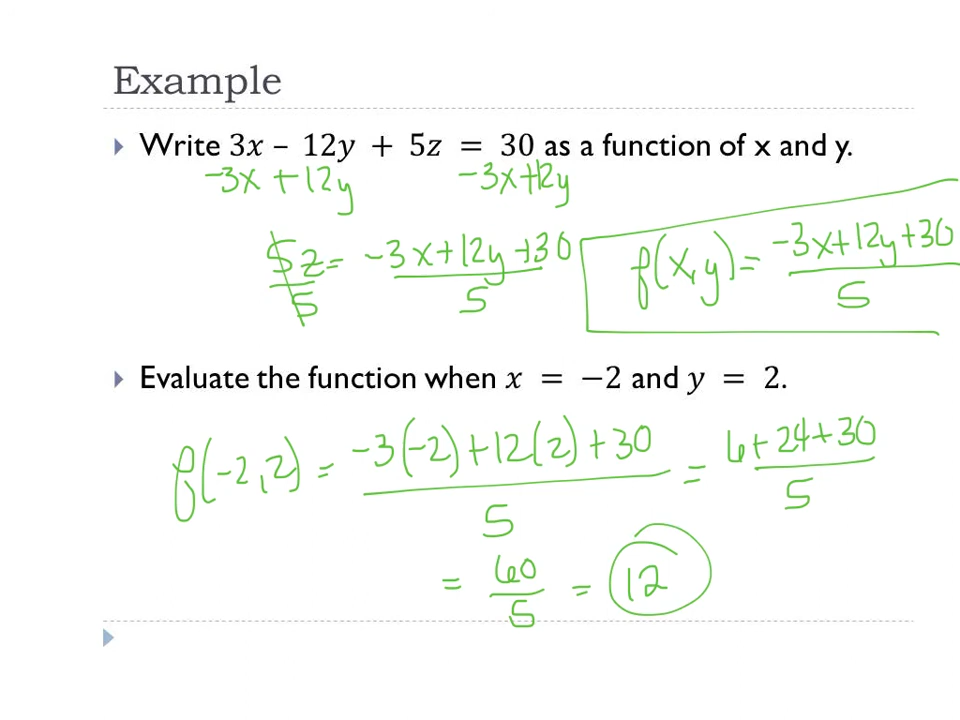 Example
Write 3x – 12y + 5z = 30 as a function of x and y.
-3x +12y -3x+12y
5z = -3x+12y+30 f(x,y) = -3x+12y+30
5 5 5
Evaluate the function when x = −2 and y = 2.
f(-2,2) = -3(-2)+12(2)+30 = 6+24+30
5 5
= 60 = 12
5